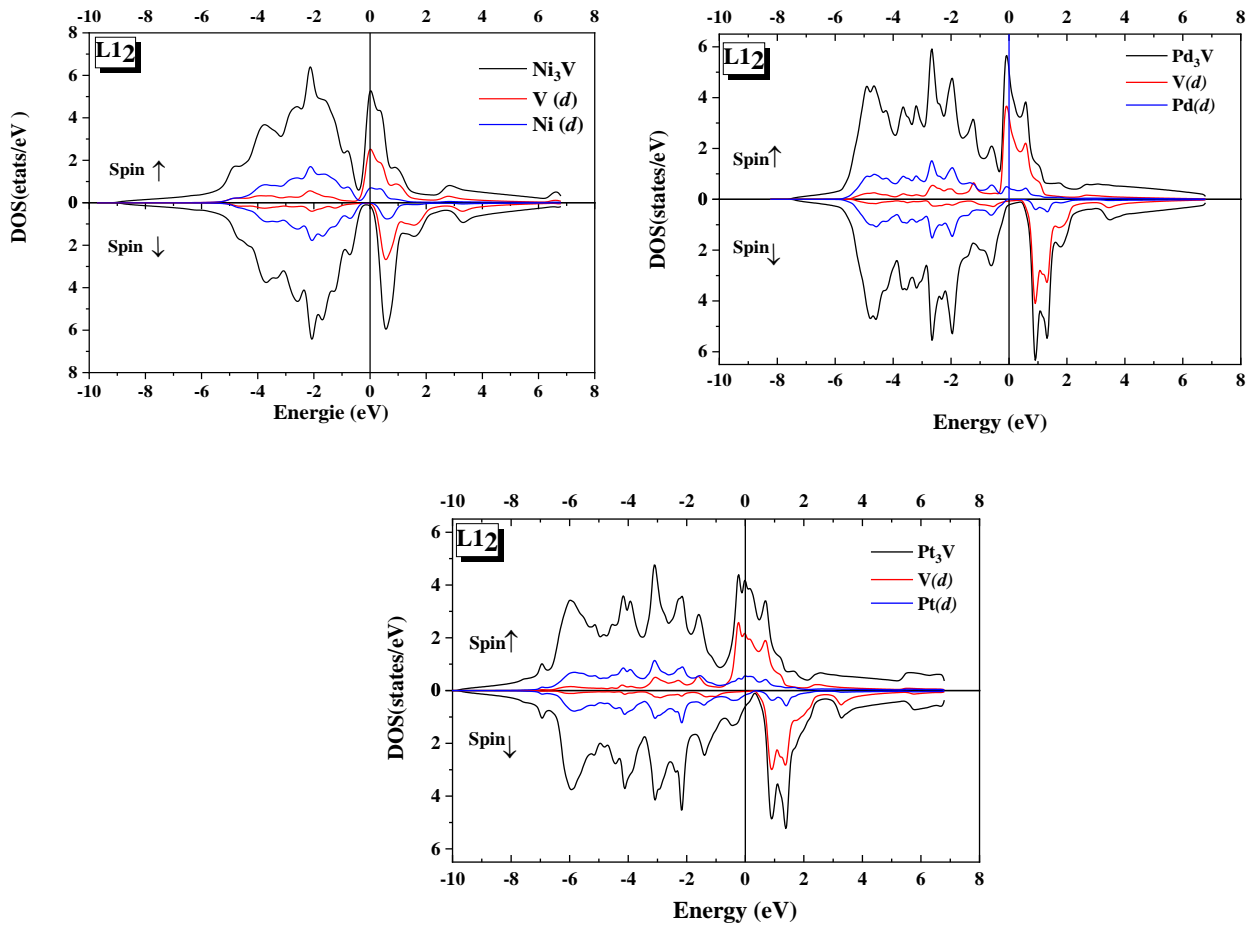 -10 -8 -6 -4 -2 0 2 4 6 8
L12
Ni3V
V (d)
Ni (d)
Spin ↑
Spin ↓
DOS(etats/eV)
8
6
4
2
0
2
4
6
8
-10 -8 -6 -4 -2 0 2 4 6 8
Energie (eV)
-10 -8 -6 -4 -2 0 2 4 6 8
L12
Pd3V
V(d)
Pd(d)
Spin↑
Spin↓
DOS(states/eV)
6
4
2
0
2
4
6
-10 -8 -6 -4 -2 0 2 4 6 8
Energy (eV)
-10 -8 -6 -4 -2 0 2 4 6 8
L12
Pt3V
V(d)
Pt(d)
Spin↑
Spin↓
DOS(states/eV)
6
4
2
0
2
4
6
-10 -8 -6 -4 -2 0 2 4 6 8
Energy (eV)